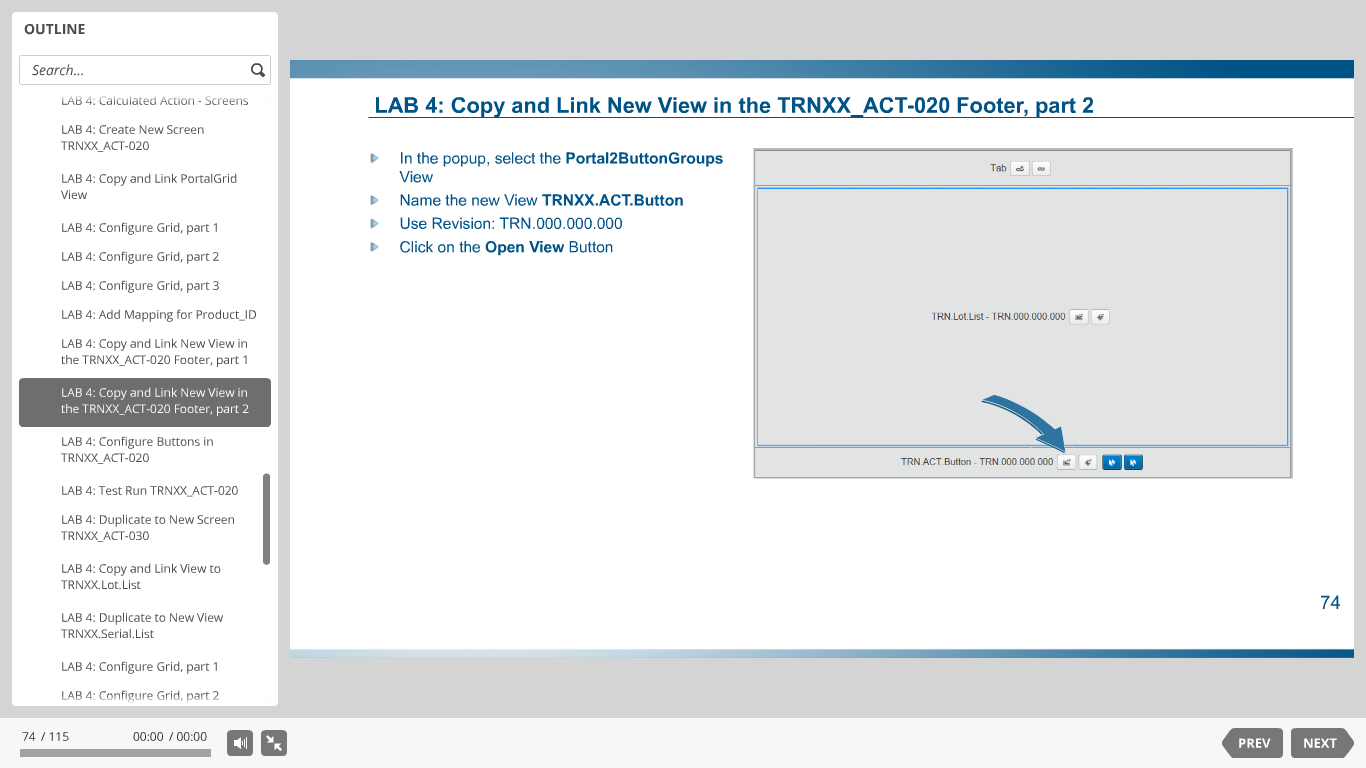 OUTLINE
Search...
LAB 4: Calculated Action - Screens
LAB 4: Create New Screen
TRNXX_ACT-020
LAB 4: Copy and Link PortalGrid
View
LAB 4: Configure Grid, part 1
LAB 4: Configure Grid, part 2
LAB 4: Configure Grid, part 3
LAB 4: Add Mapping for Product_ID
LAB 4: Copy and Link New View in
the TRNXX_ACT-020 Footer, part 1
LAB 4: Copy and Link New View in
the TRNXX_ACT-020 Footer, part 2
LAB 4: Configure Buttons in
TRNXX_ACT-020
LAB 4: Test Run TRNXX_ACT-020
LAB 4: Duplicate to New Screen
TRNXX_ACT-030
LAB 4: Copy and Link View to
TRNXX.Lot.List
LAB 4: Duplicate to New View
TRNXX.Serial.List
LAB 4: Configure Grid, part 1
LAB 4: Configure Grid, part 2
LAB 4: Copy and Link New View in the TRNXX_ACT-020 Footer, part 2
In the popup, select the Portal2ButtonGroups
View
Name the new View TRNXX.ACT.Button
Use Revision: TRN.000.000.000
Click on the Open View Button
Tab
TRN.Lot.List - TRN.000.000.000
TRN.ACT.Button - TRN.000.000.000
74
74 / 115
00:00 / 00:00
PREV
NEXT